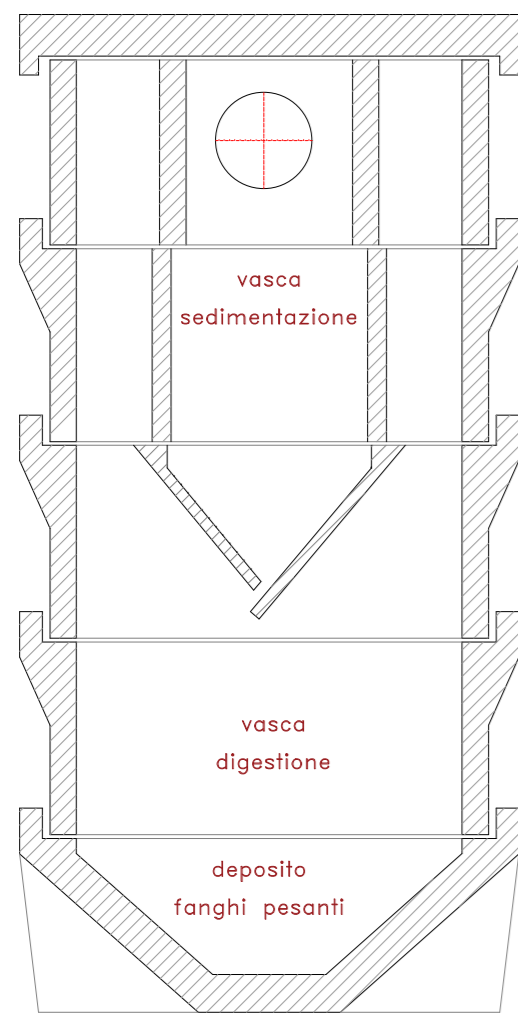 vasca
sedimentazione
vasca
digestione
deposito
fanghi pesanti